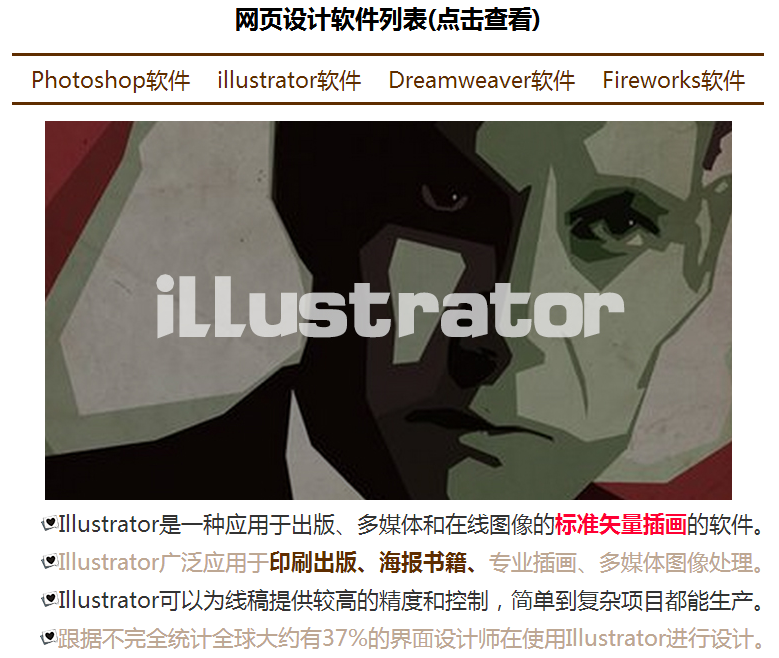 网页设计软件列表(点击查看)
Photoshop软件 illustrator软件 Dreamweaver软件 Fireworks软件
illustrator
Illustrator是一种应用于出版、多媒体和在线图像的标准矢量插画的软件。
Illustrator广泛应用于印刷出版、海报书籍、专业插画、多媒体图像处理。
Illustrator可以为线稿提供较高的精度和控制，简单到复杂项目都能生产。
跟据不完全统计全球大约有37%的界面设计师在使用Illustrator进行设计。